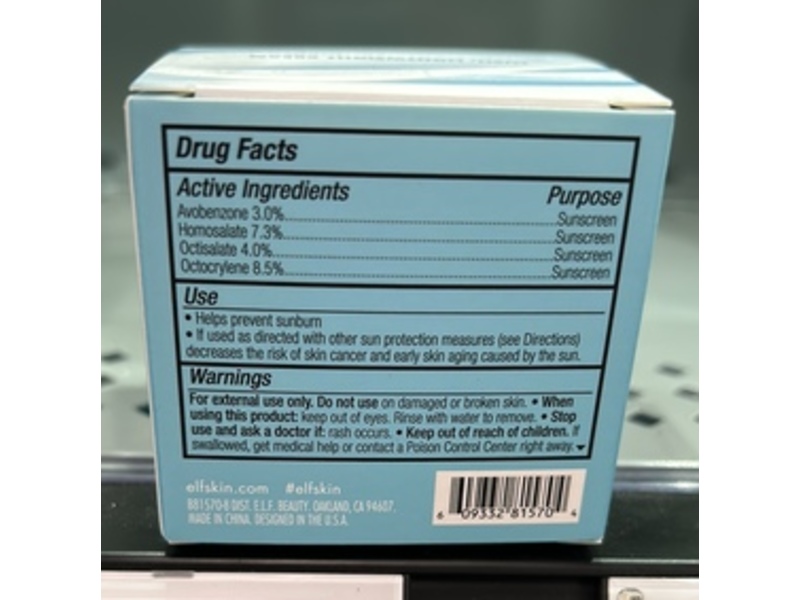 Drug Facts
Active Ingredients Purpose
Avobenzone 3.0% Sunscreen
Homosalate 7.3% Sunscreen
Octisalate 4.0% Sunscreen
Octocrylene 8.5% Sunscreen
Use
• Helps prevent sunburn
• If used as directed with other sun protection measures (see Directions)
decreases the risk of skin cancer and early skin aging caused by the sun.
Warnings
For external use only. Do not use on damaged or broken skin. • When
using this product: keep out of eyes. Rinse with water to remove. • Stop
use and ask a doctor if: rash occurs. • Keep out of reach of children. If
swallowed, get medical help or contact a Poison Control Center right away.
elfskin.com #elfskin
B81570-B DIST. E.L.F. BEAUTY. OAKLAND, CA 94607.
MADE IN CHINA. DESIGNED IN THE U.S.A.
6 09332 81570 4